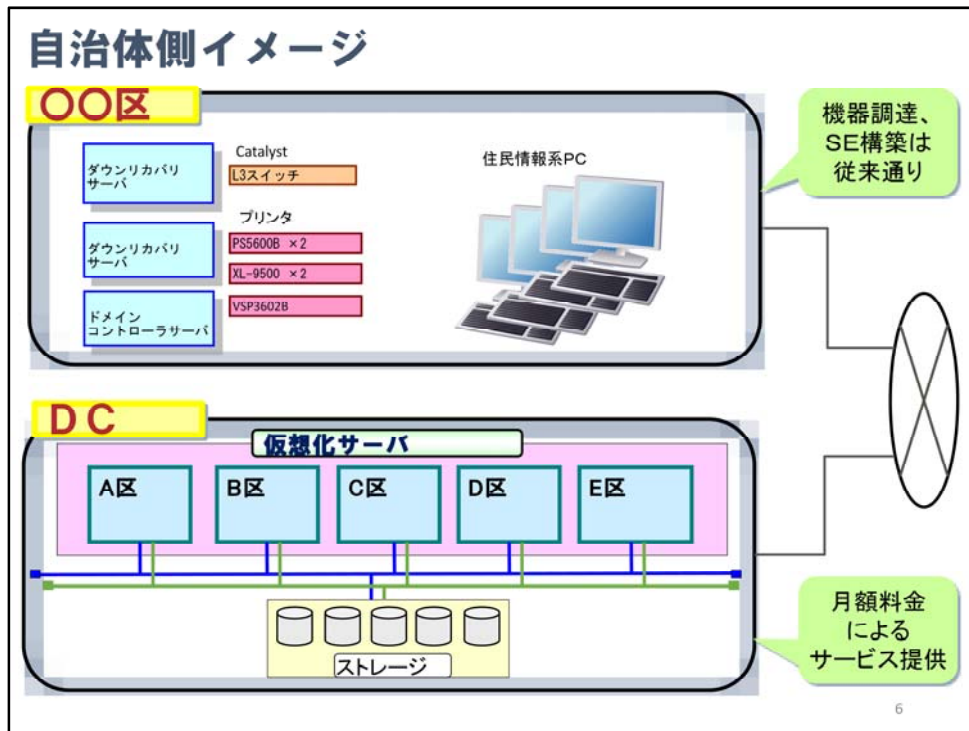 自治体側イメージ
〇〇区
機器調達、
SE構築は
従来通り
ダウンリカバリ
サーバ
Catalyst
L3スイッチ
住民情報系PC
プリンタ
ダウンリカバリ
サーバ
PS5600B ×2
XL-9500 ×2
VSP3602B
ドメイン
コントローラサーバ
DC
仮想化サーバ
A区
B区
C区
D区
E区
ストレージ
月額料金
による
サービス提供
6